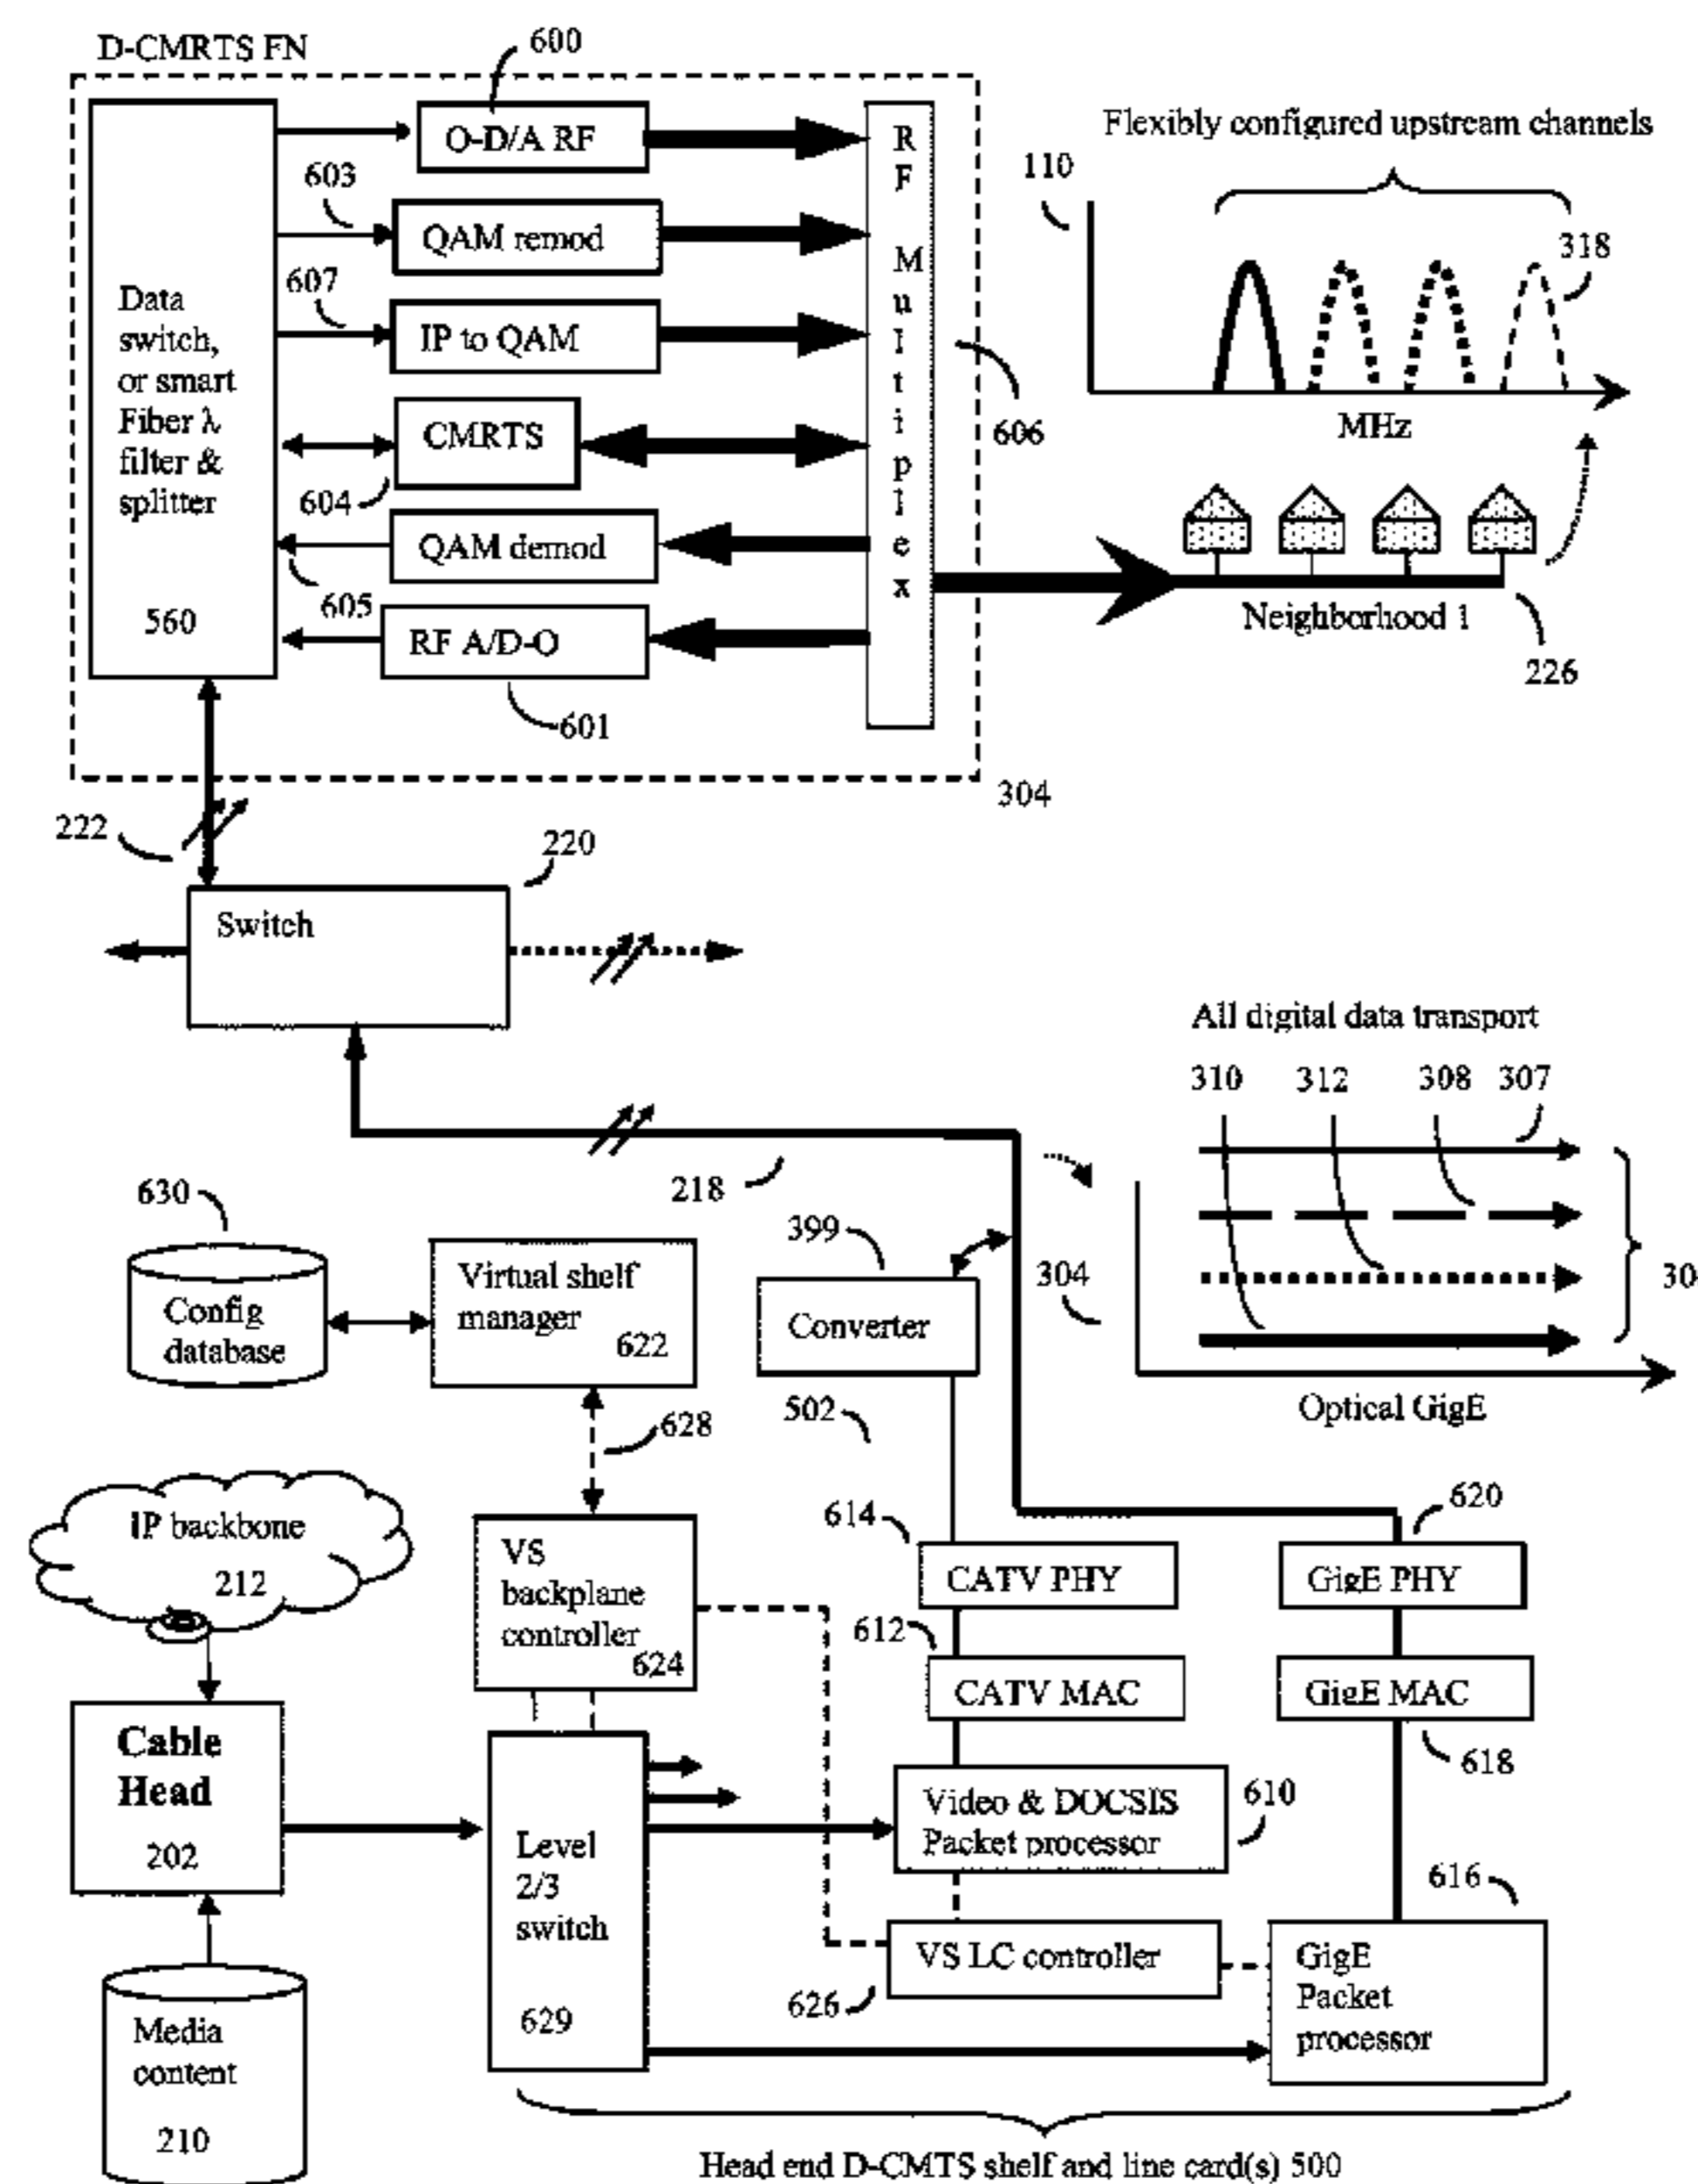 D-CMRTS FN
600
O-D/A RF
603
QAM remod
607
IP to QAM
CMRTS
604
QAM demod
605
RF A/D-O
601
Data
switch,
or smart
Fiber λ
filter &
splitter
560
RF Multiplex
606
304
Flexibly configured upstream channels
110
318
MHz
Neighborhood 1
226
222
220
Switch
218
All digital data transport
310
312
308
307
304
30
Optical GigE
630
Config
database
Virtual shelf
manager
622
399
Converter
502
628
IP backbone
212
VS
backplane
controller
624
614
CATV PHY
620
GigE PHY
612
CATV MAC
GigE MAC
618
Cable
Head
202
Level
2/3
switch
629
Video & DOCSIS
Packet processor
610
616
VS LC controller
626
GigE
Packet
processor
Media
content
210
Head end D-CMTS shelf and line card(s) 500